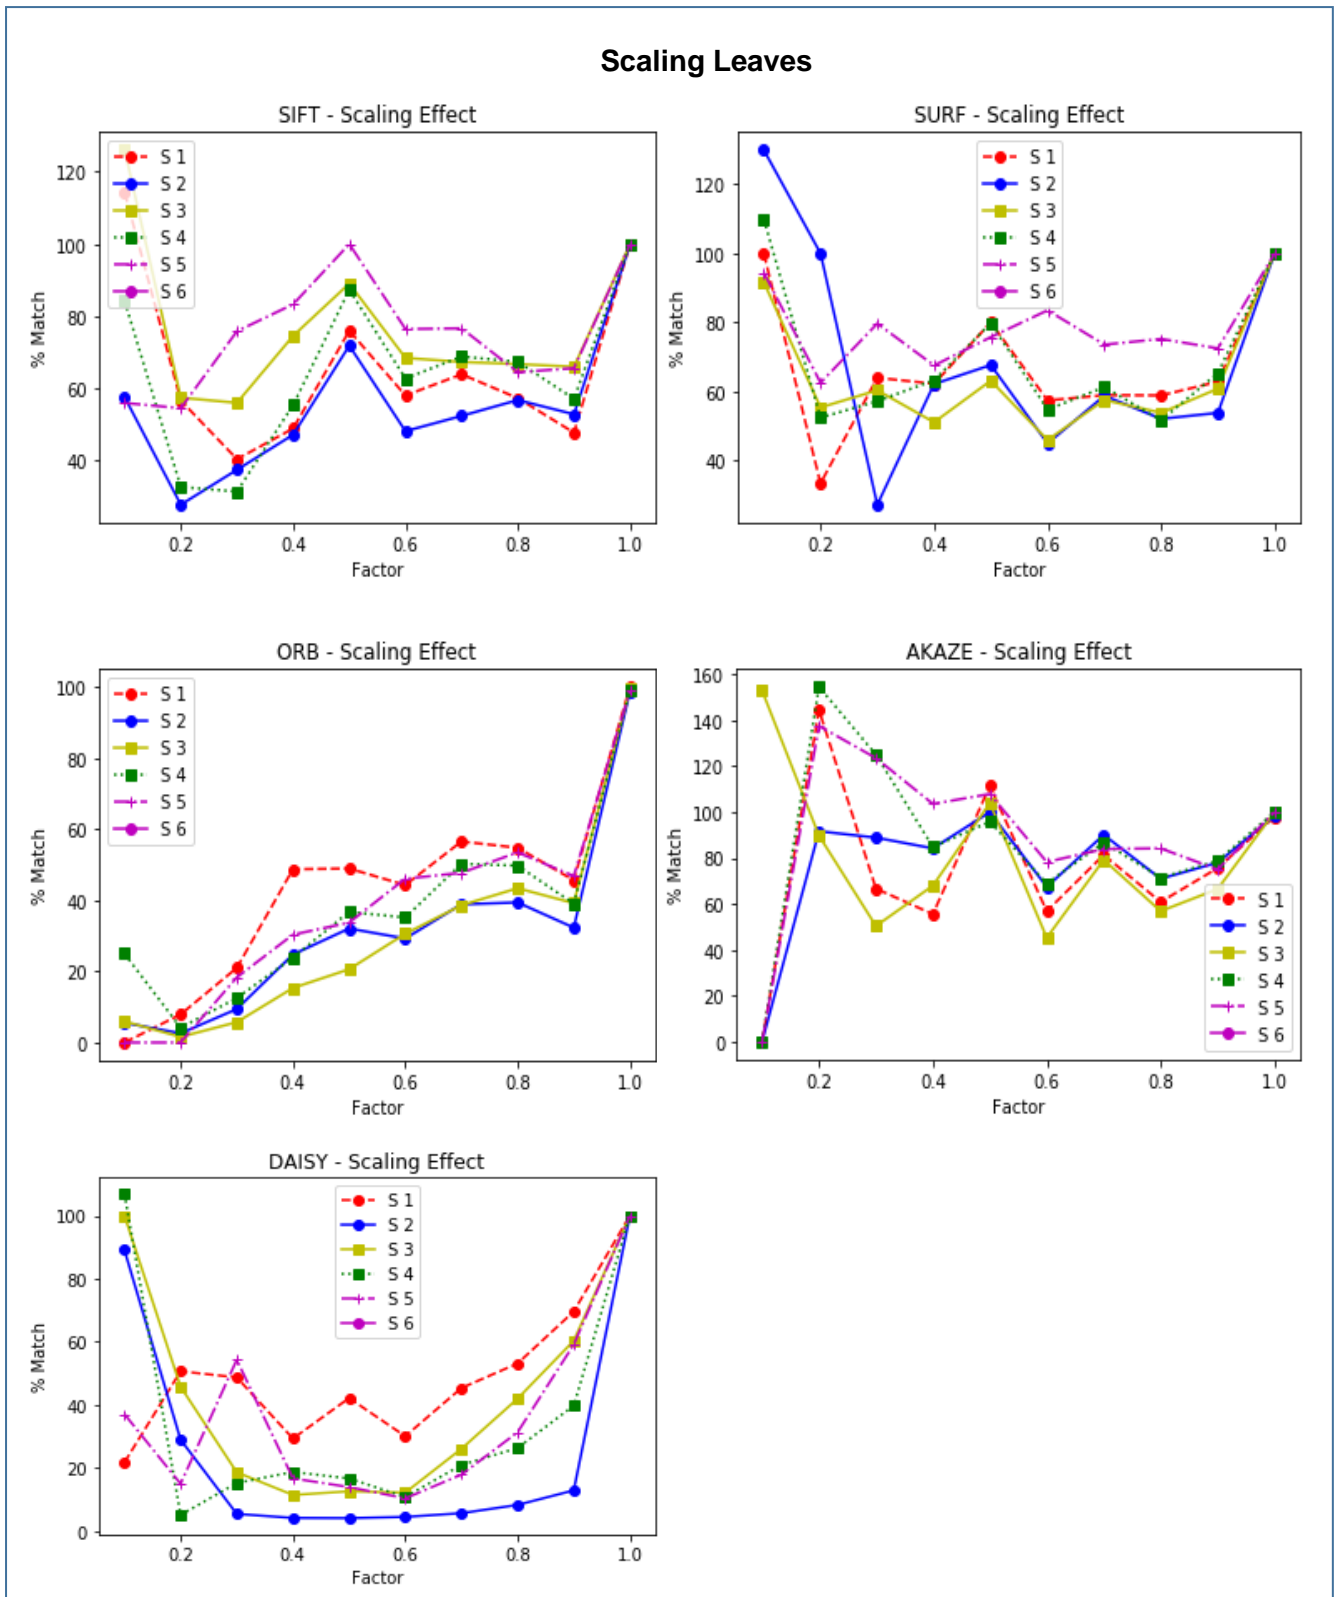 Scaling Leaves
SIFT - Scaling Effect
% Match
120
100
80
60
40
S 1
S 2
S 3
S 4
S 5
S 6
0.2 0.4 0.6 0.8 1.0
Factor
SURF - Scaling Effect
% Match
120
100
80
60
40
S 1
S 2
S 3
S 4
S 5
S 6
0.2 0.4 0.6 0.8 1.0
Factor
ORB - Scaling Effect
% Match
100
80
60
40
20
0
S 1
S 2
S 3
S 4
S 5
S 6
0.2 0.4 0.6 0.8 1.0
Factor
AKAZE - Scaling Effect
% Match
160
140
120
100
80
60
40
20
0
S 1
S 2
S 3
S 4
S 5
S 6
0.2 0.4 0.6 0.8 1.0
Factor
DAISY - Scaling Effect
% Match
100
80
60
40
20
0
S 1
S 2
S 3
S 4
S 5
S 6
0.2 0.4 0.6 0.8 1.0
Factor